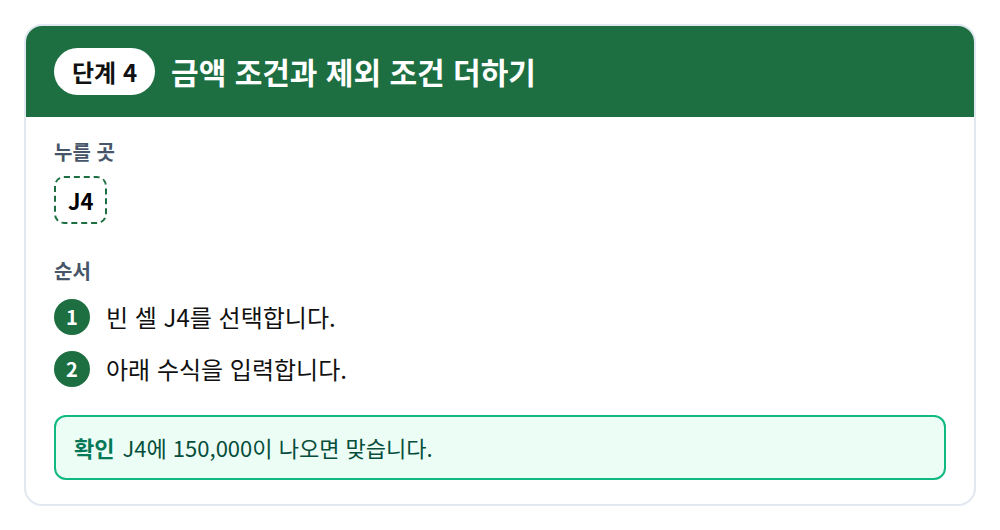 단계 4 금액 조건과 제외 조건 더하기
누를 곳
J4
순서
1 빈 셀 J4를 선택합니다.
2 아래 수식을 입력합니다.
확인 J4에 150,000이 나오면 맞습니다.